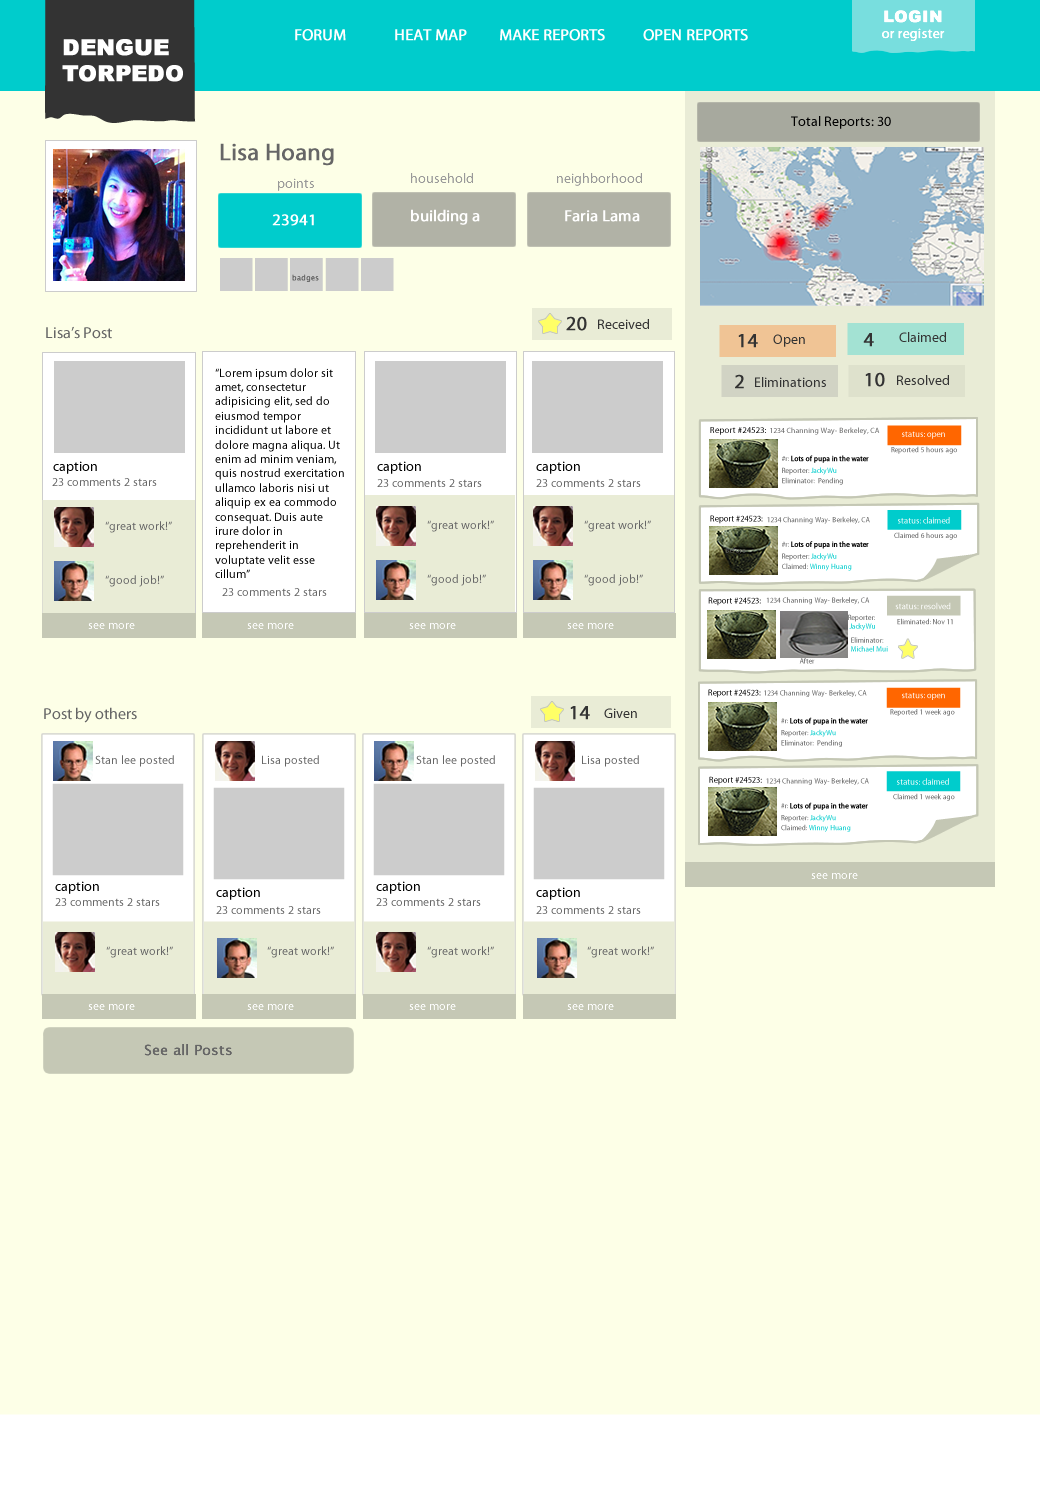 DENGUE
TORPEDO
FORUM
HEAT MAP
MAKE REPORTS
OPEN REPORTS
LOGIN
or register
Lisa Hoang
points
household
neighborhood
23941
building a
Faria Lama
badges
Lisa's Post
20 Received
caption
23 comments 2 stars
“great work!”
“good job!”
see more
“Lorem ipsum dolor sit
amet, consectetur
adipisicing elit, sed do
eiusmod tempor
incididunt ut labore et
dolore magna aliqua. Ut
enim ad minim veniam,
quis nostrud exercitation
ullamco laboris nisi ut
aliquip ex ea commodo
consequat. Duis aute
irure dolor in
reprehenderit in
voluptate velit esse
cillum”
23 comments 2 stars
see more
caption
23 comments 2 stars
“great work!”
“good job!”
see more
caption
23 comments 2 stars
“great work!”
“good job!”
see more
Post by others
14 Given
Stan lee posted
caption
23 comments 2 stars
“great work!”
see more
Lisa posted
caption
23 comments 2 stars
“great work!”
see more
Stan lee posted
caption
23 comments 2 stars
“great work!”
see more
Lisa posted
caption
23 comments 2 stars
“great work!”
see more
See all Posts
Total Reports: 30
14 Open
4 Claimed
2 Eliminations
10 Resolved
Report #24523: 1234 Channing Way- Berkeley, CA
status: open
Reported 5 hours ago
#r: Lots of pupa in the water
Reporter: JackyWu
Eliminator: Pending
Report #24523: 1234 Channing Way- Berkeley, CA
status: claimed
Claimed 6 hours ago
#r: Lots of pupa in the water
Reporter: JackyWu
Claimed: Winny Huang
Report #24523: 1234 Channing Way- Berkeley, CA
status: resolved
Eliminated: Nov 11
Reporter:
JackyWu
Eliminator:
Michael Mui
After
Report #24523: 1234 Channing Way- Berkeley, CA
status: open
Reported 1 week ago
#r: Lots of pupa in the water
Reporter: JackyWu
Eliminator: Pending
Report #24523: 1234 Channing Way- Berkeley, CA
status: claimed
Claimed 1 week ago
#r: Lots of pupa in the water
Reporter: JackyWu
Claimed: Winny Huang
see more